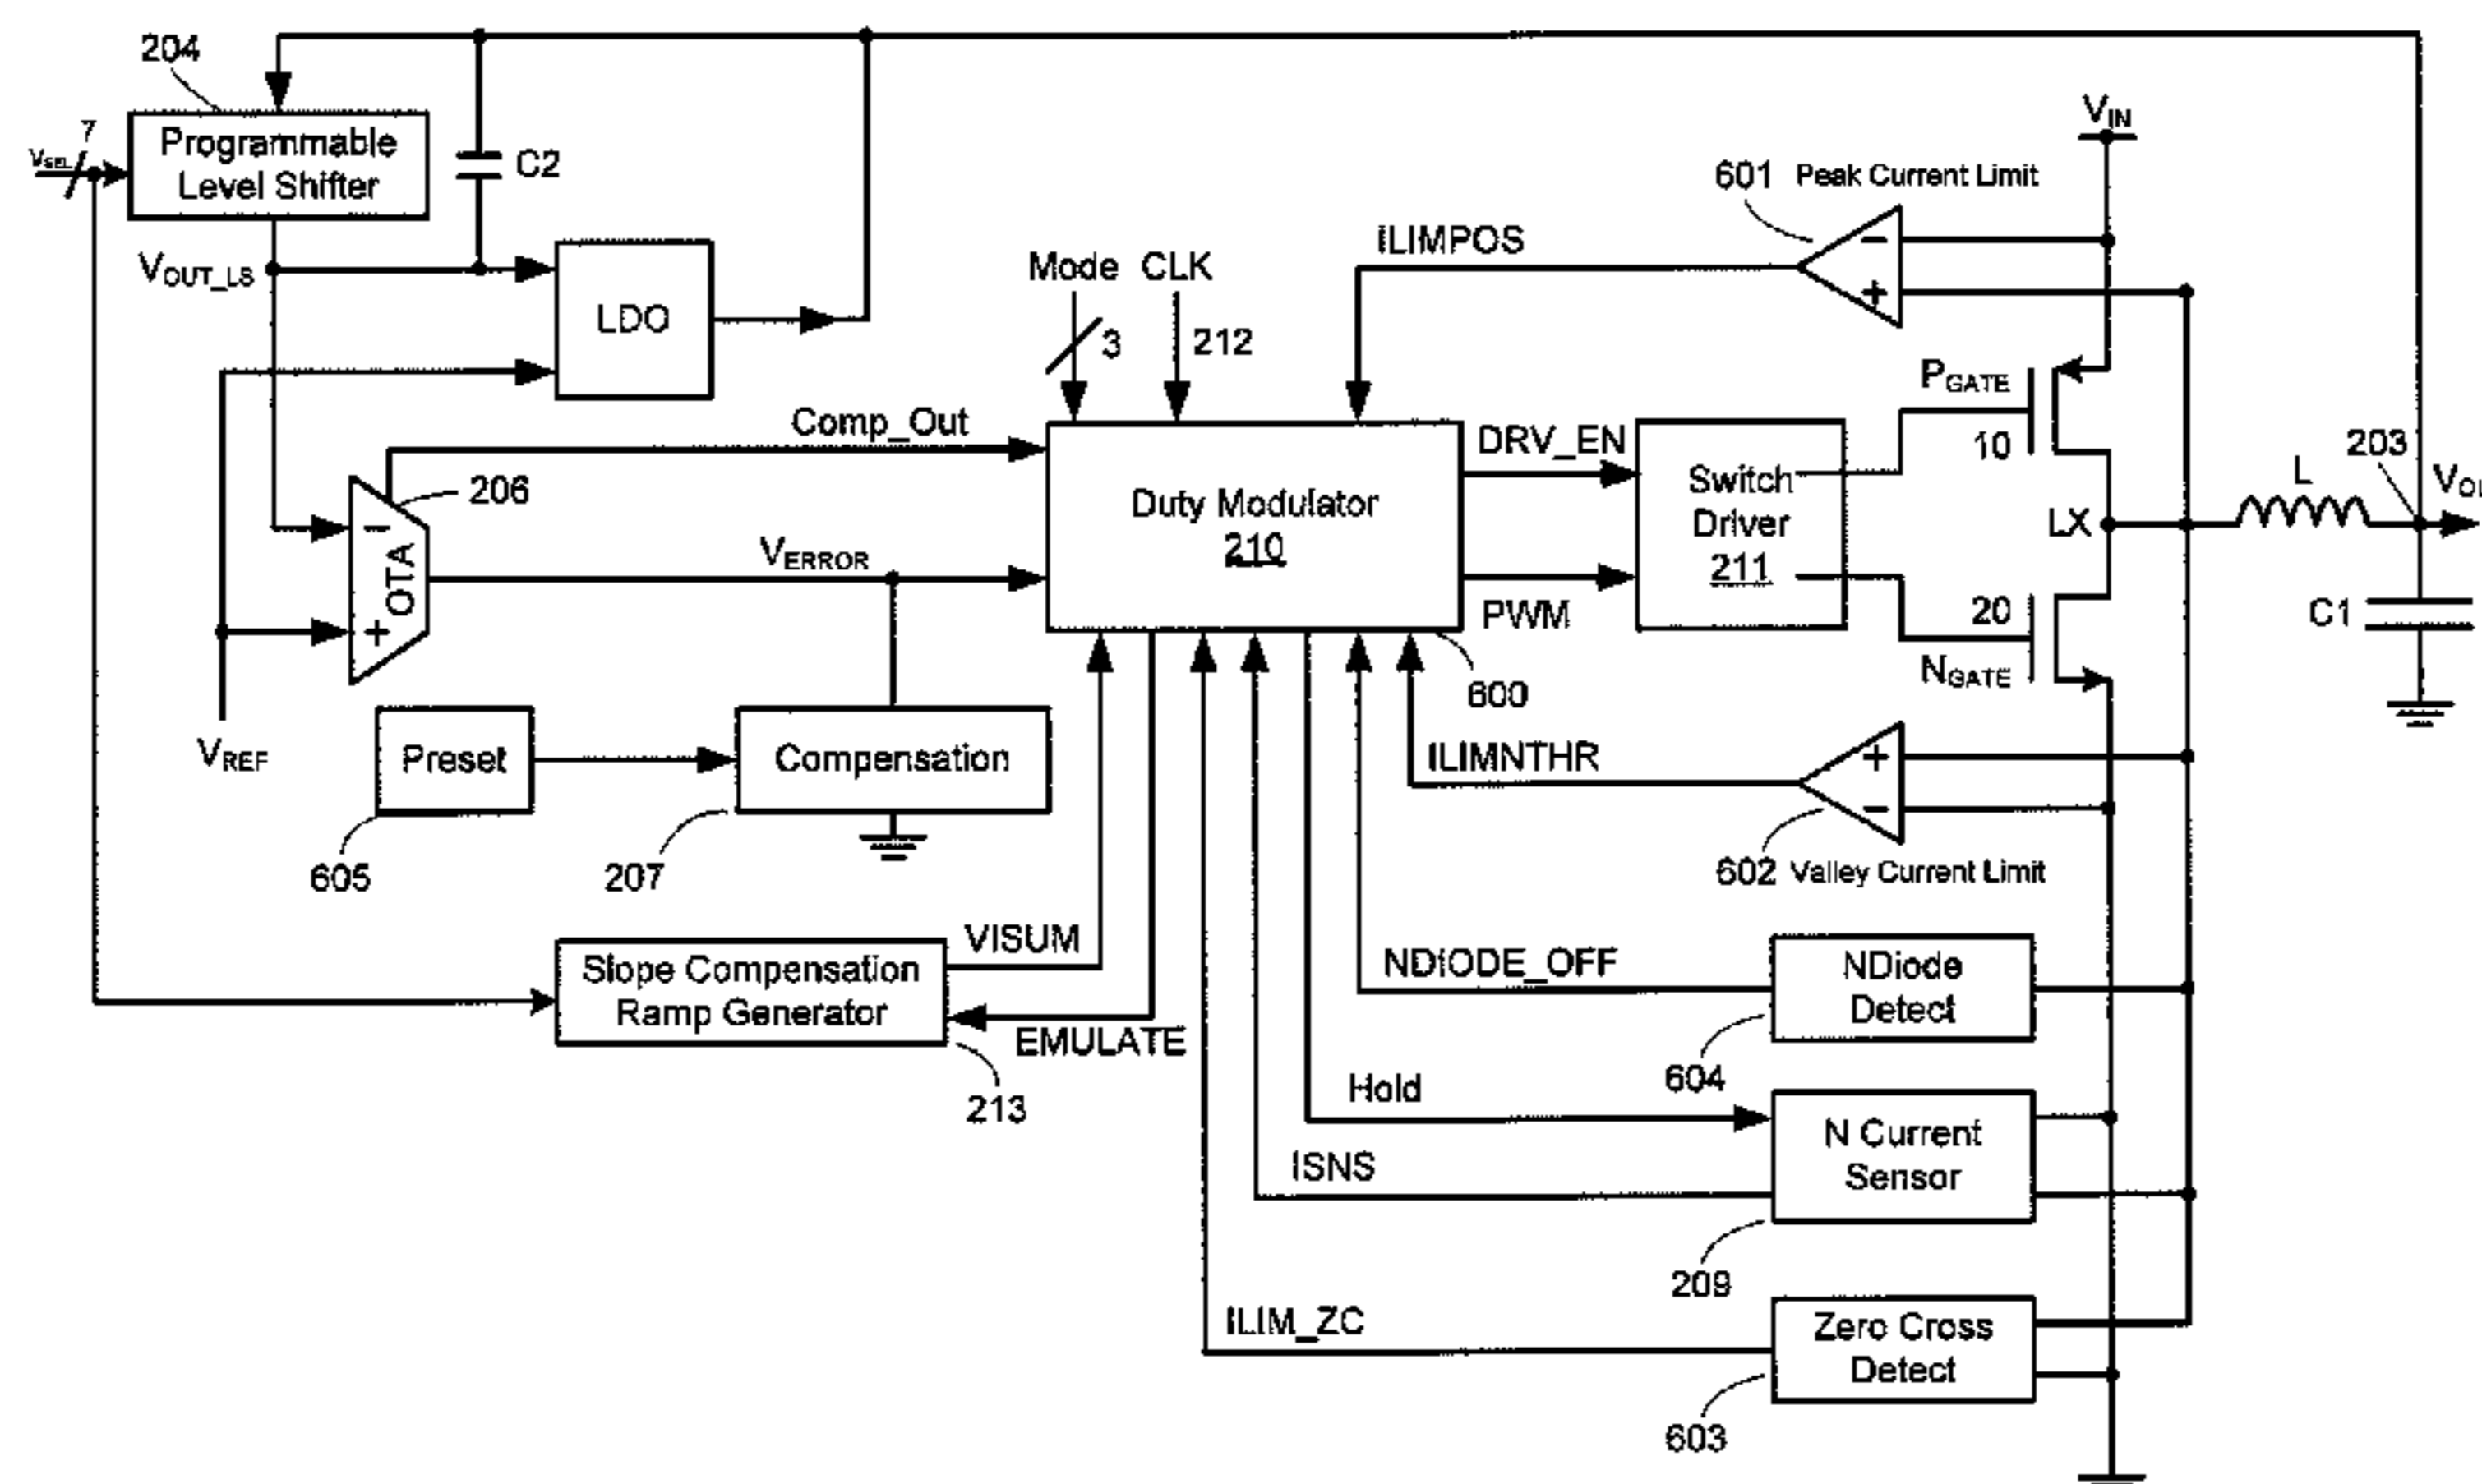 204
7
VSEL
Programmable
Level Shifter
C2
VOUT_LS
LDO
Mode CLK
3
212
ILIMPOS
601 Peak Current Limit
VIN
PGATE
10
Comp_Out
206
OTA
VERROR
Duty Modulator
210
DRV_EN
PWM
Switch
Driver
211
LX
L
203
20
NGATE
C1
600
VREF
Preset
605
Compensation
207
ILIMNTHR
602 Valley Current Limit
Slope Compensation
Ramp Generator
VISUM
EMULATE
213
NDIODE_OFF
NDiode
Detect
604
Hold
ISNS
N Current
Sensor
209
ILIM_ZC
Zero Cross
Detect
603